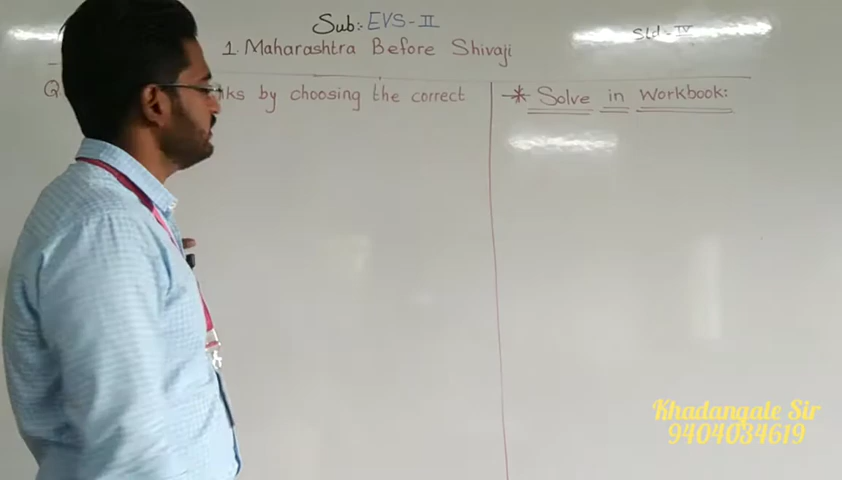 Sub:- EVS-II
Std-IV
1. Maharashtra Before Shivaji
Q. by choosing the correct
* Solve in Workbook:
Khadangale Sir
9404034619